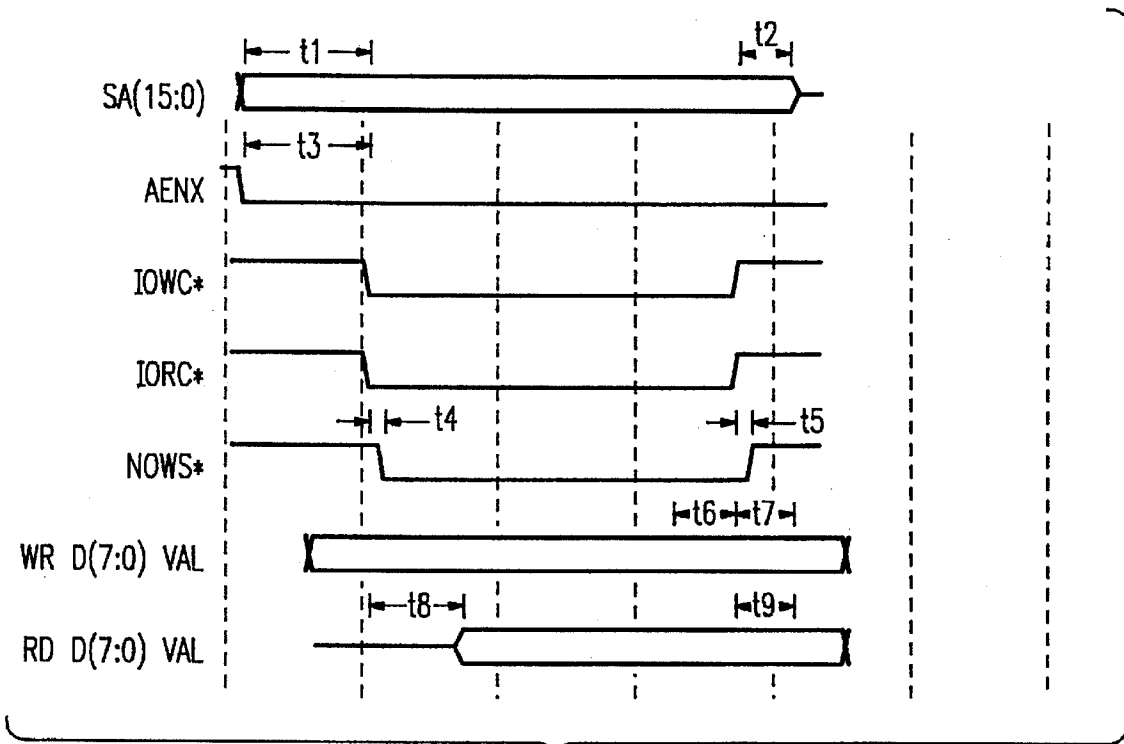 t1 t2
SA(15:0)
t3
AENX
IOWC*
IORC*
t4 t5
NOWS*
t6 t7
WR D(7:0) VAL
t8 t9
RD D(7:0) VAL